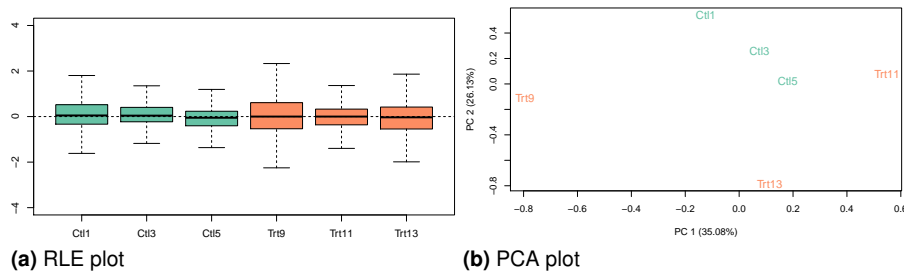 4
2
0
−2
−4
Ctl1 Ctl3 Ctl5 Trt9 Trt11 Trt13
(a) RLE plot
PC 2 (26.13%)
0.4
0.2
0.0
−0.4
−0.8
Ctl1
Ctl3
Ctl5
Trt11
Trt9
Trt13
−0.8 −0.6 −0.4 −0.2 0.0 0.2 0.4 0.6
PC 1 (35.08%)
(b) PCA plot